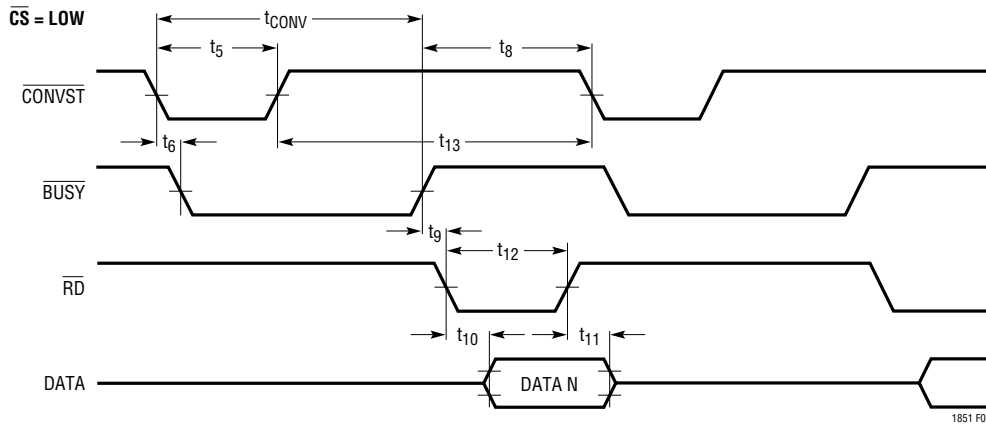 CS = LOW
tCONV
t5
t8
CONVST
t6
t13
BUSY
t9
t12
RD
t10
t11
DATA
DATA N
1851 F0